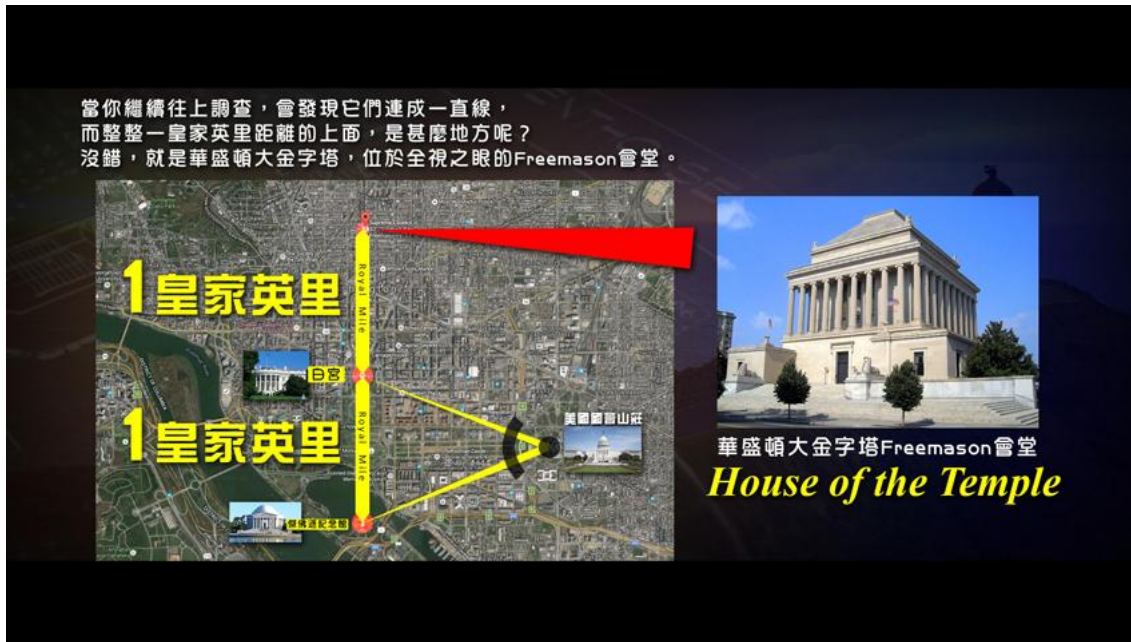 當你繼續往上調查，會發現它們連成一直線，
而整整一皇家英里距離的上面，是甚麼地方呢？
沒錯，就是華盛頓大金字塔，位於全視之眼的Freemason會堂。
1皇家英里
Royal Mile
白宮
1皇家英里
Royal Mile
美國國會山莊
傑佛遜紀念館
華盛頓大金字塔Freemason會堂
House of the Temple